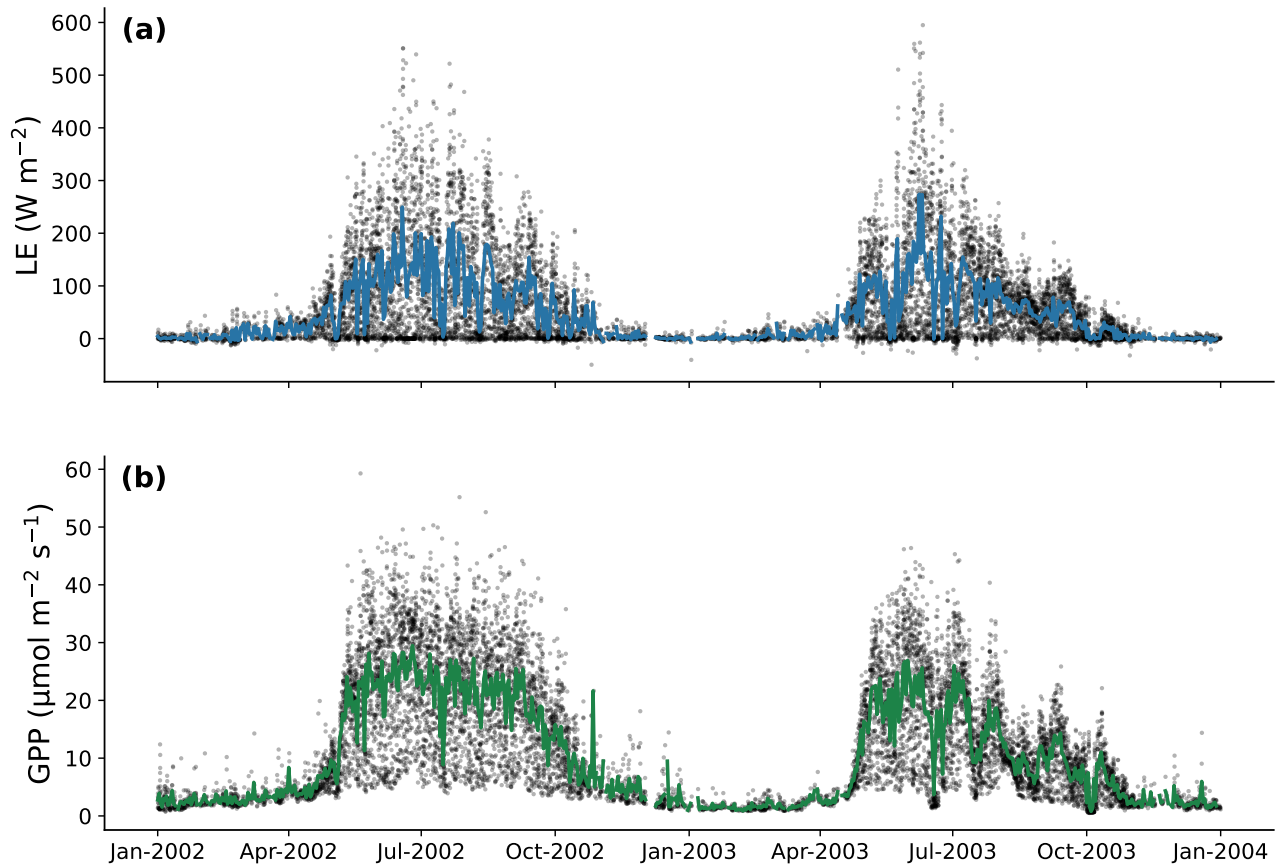 (a)
LE (W m⁻²)
600
500
400
300
200
100
0
(b)
GPP (µmol m⁻² s⁻¹)
60
50
40
30
20
10
0
Jan-2002 Apr-2002 Jul-2002 Oct-2002 Jan-2003 Apr-2003 Jul-2003 Oct-2003 Jan-2004